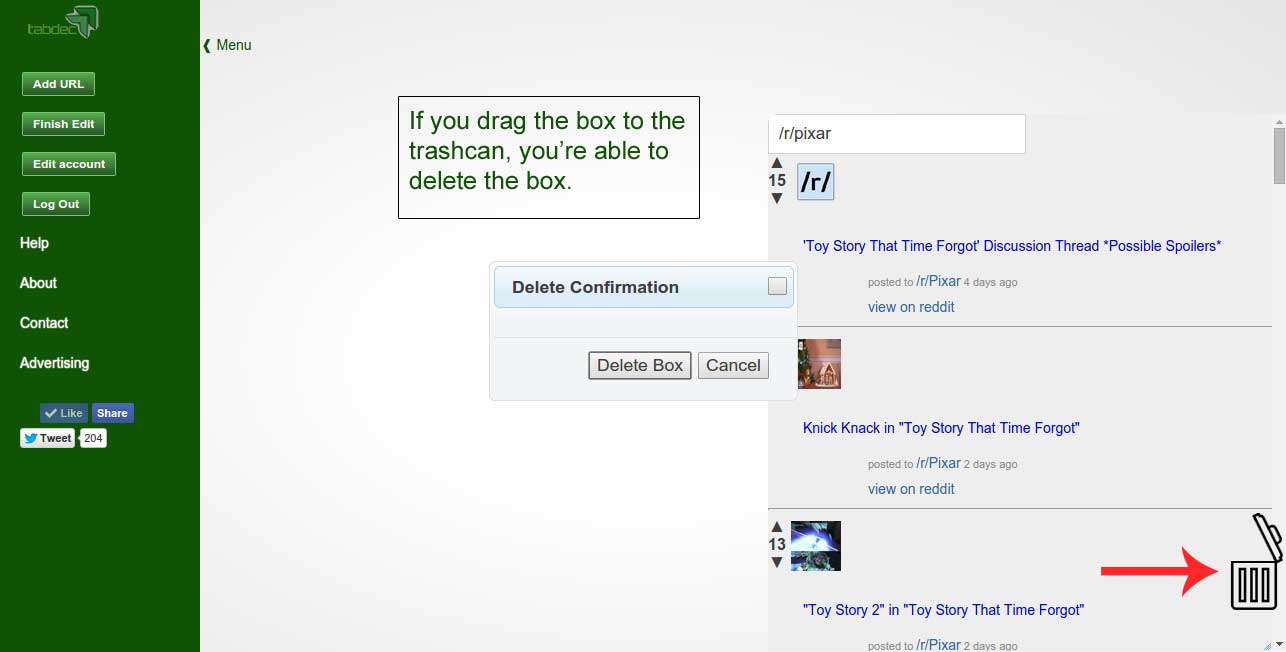 tabdec
❮ Menu
Add URL
Finish Edit
Edit account
Log Out
Help
About
Contact
Advertising
Like
Share
Tweet
204
If you drag the box to the
trashcan, you’re able to
delete the box.
Delete Confirmation
Delete Box
Cancel
/r/pixar
15
/r/
'Toy Story That Time Forgot' Discussion Thread *Possible Spoilers*
posted to /r/Pixar 4 days ago
view on reddit
Knick Knack in "Toy Story That Time Forgot"
posted to /r/Pixar 2 days ago
view on reddit
13
"Toy Story 2" in "Toy Story That Time Forgot"
posted to /r/Pixar 2 days ago